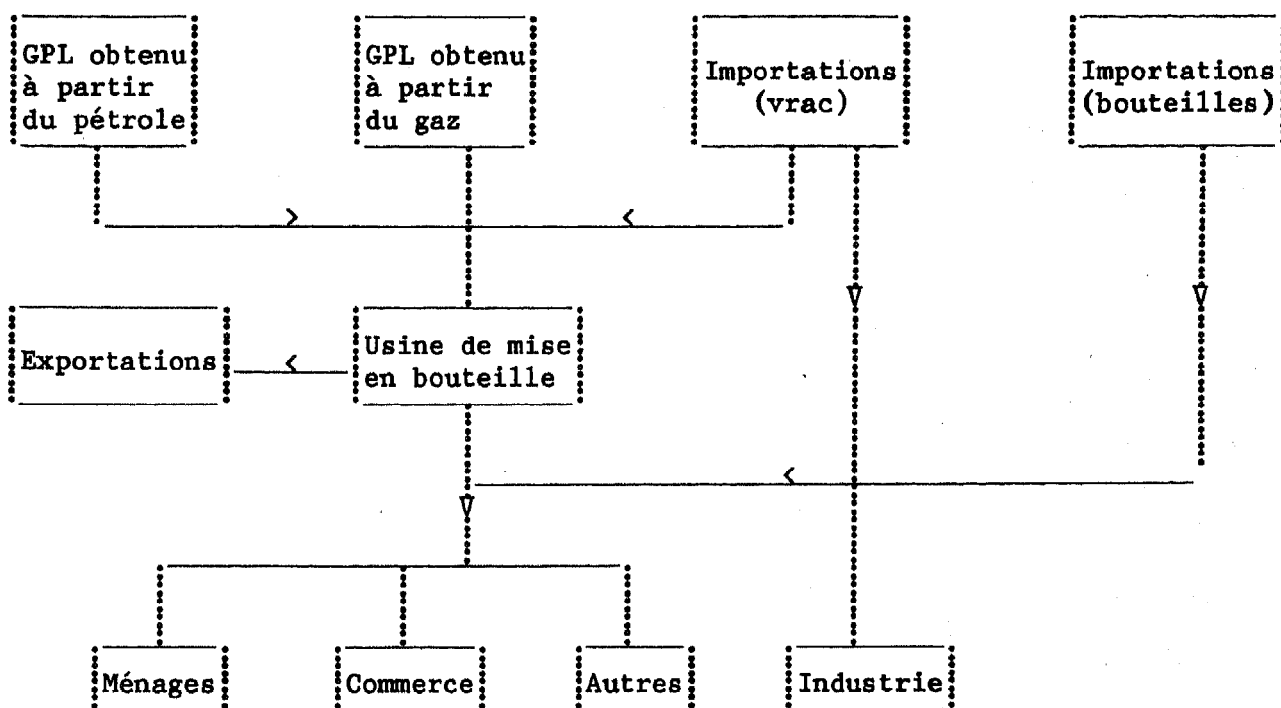 GPL obtenu
à partir
du pétrole
GPL obtenu
à partir
du gaz
Importations
(vrac)
Importations
(bouteilles)
Exportations
Usine de mise
en bouteille
Ménages
Commerce
Autres
Industrie